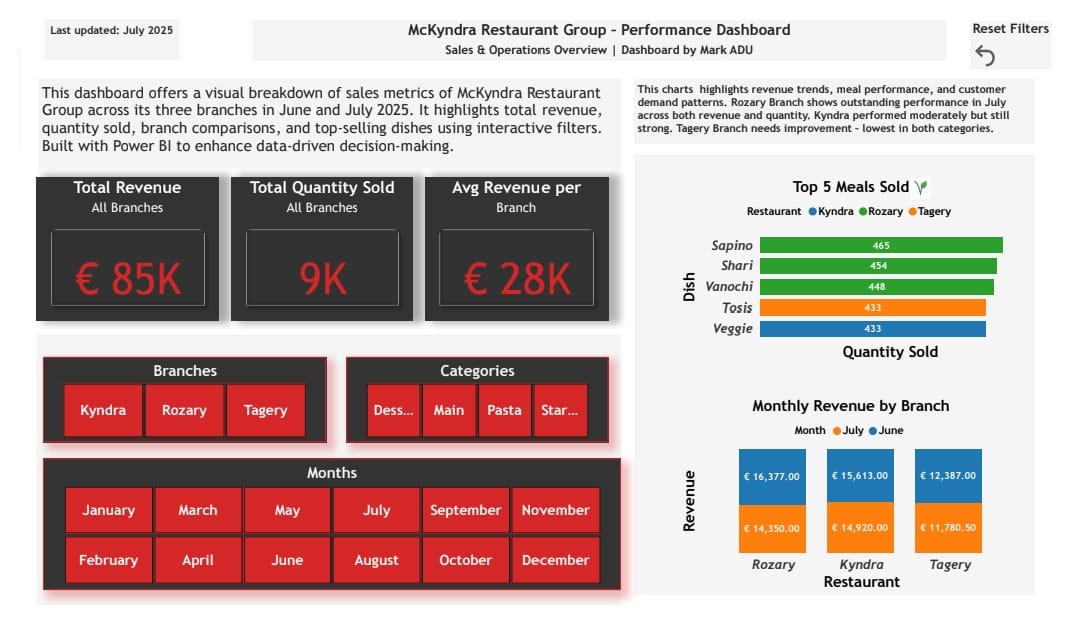 Last updated: July 2025
McKyndra Restaurant Group – Performance Dashboard
Sales & Operations Overview | Dashboard by Mark ADU
Reset Filters
This dashboard offers a visual breakdown of sales metrics of McKyndra Restaurant
Group across its three branches in June and July 2025. It highlights total revenue,
quantity sold, branch comparisons, and top-selling dishes using interactive filters.
Built with Power BI to enhance data-driven decision-making.
This charts highlights revenue trends, meal performance, and customer
demand patterns. Rozary Branch shows outstanding performance in July
across both revenue and quantity. Kyndra performed moderately but still
strong. Tagery Branch needs improvement – lowest in both categories.
Total Revenue
All Branches
€ 85K
Total Quantity Sold
All Branches
9K
Avg Revenue per
Branch
€ 28K
Branches
Kyndra Rozary Tagery
Categories
Dess... Main Pasta Star...
Months
January March May July September November
February April June August October December
Top 5 Meals Sold
Restaurant Kyndra Rozary Tagery
Dish
Sapino 465
Shari 454
Vanochi 448
Tosis 433
Veggie 433
Quantity Sold
Monthly Revenue by Branch
Month July June
Revenue
€ 16,377.00 € 15,613.00 € 12,387.00
€ 14,350.00 € 14,920.00 € 11,780.50
Rozary Kyndra Tagery
Restaurant